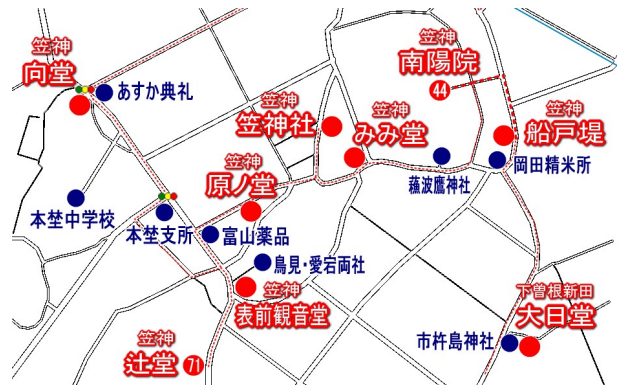 笠神
向堂
あすか典礼
笠神
南陽院
44
笠神
笠神社
笠神
みみ堂
笠神
船戸堤
岡田精米所
蘓波鷹神社
笠神
原ノ堂
本埜中学校
本埜支所
富山薬品
鳥見・愛宕両社
笠神
表前観音堂
下曽根新田
大日堂
市杵島神社
笠神
辻堂
71